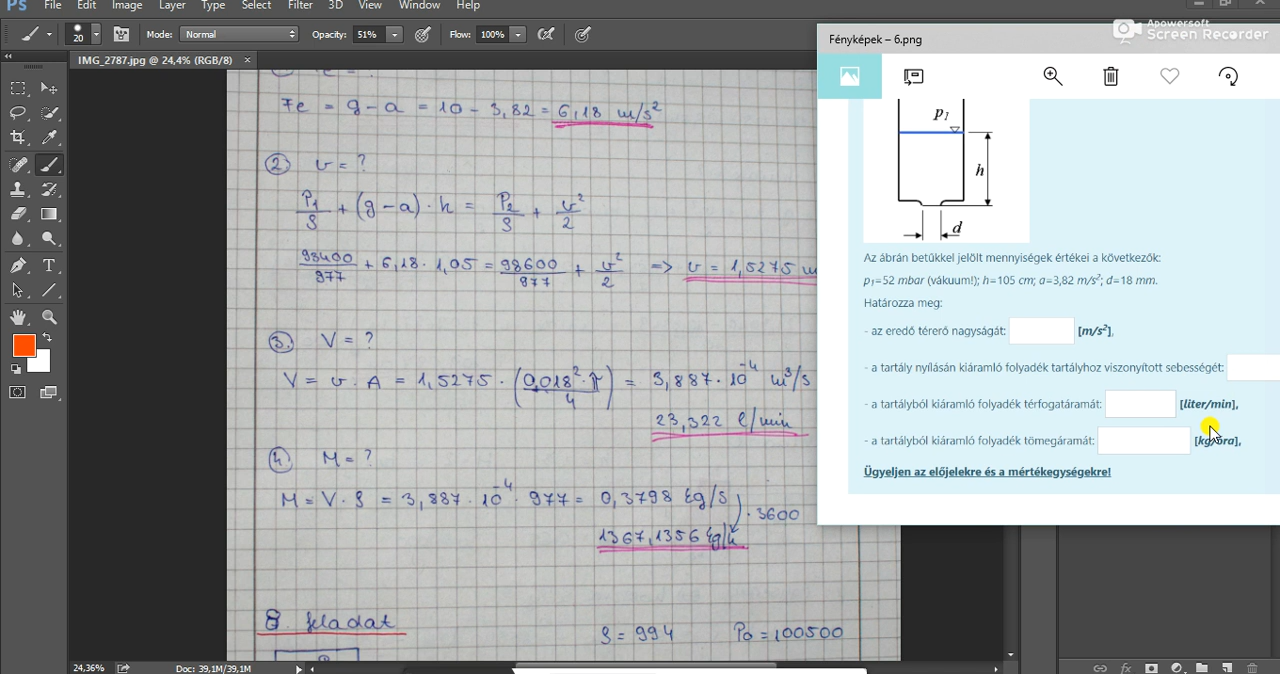 Ps File Edit Image Layer Type Select Filter 3D View Window Help
20 Mode: Normal Opacity: 51% Flow: 100%
IMG_2787.jpg @ 24,4% (RGB/8) ×
Apowersoft
Screen Recorder
Fényképek – 6.png
= g - a = 10 - 3,82 = 6,18 m/s²
② v = ?
P1/ρ + (g-a)·h = P2/ρ + v²/2
93400/977 + 6,18·1,05 = 98600/977 + v²/2 => v = 1,5275
③ V = ?
V = v·A = 1,5275·(0,018²·π/4) = 3,887·10⁻⁴ m³/s
23,322 l/min
④ M = ?
M = V·ρ = 3,887·10⁻⁴·977 = 0,3798 kg/s
·3600
1367,1356 kg/h
8. feladat
ρ = 994 P0 = 100500
p1
h
d
Az ábrán betűkkel jelölt mennyiségek értékei a következők:
p1=52 mbar (vákuum!); h=105 cm; a=3,82 m/s²; d=18 mm.
Határozza meg:
- az eredő térerő nagyságát: [m/s²],
- a tartály nyílásán kiáramló folyadék tartályhoz viszonyított sebességét:
- a tartályból kiáramló folyadék térfogatáramát: [liter/min],
- a tartályból kiáramló folyadék tömegáramát: [kg/óra],
Ügyeljen az előjelekre és a mértékegységekre!
24,36% Doc: 39,1M/39,1M